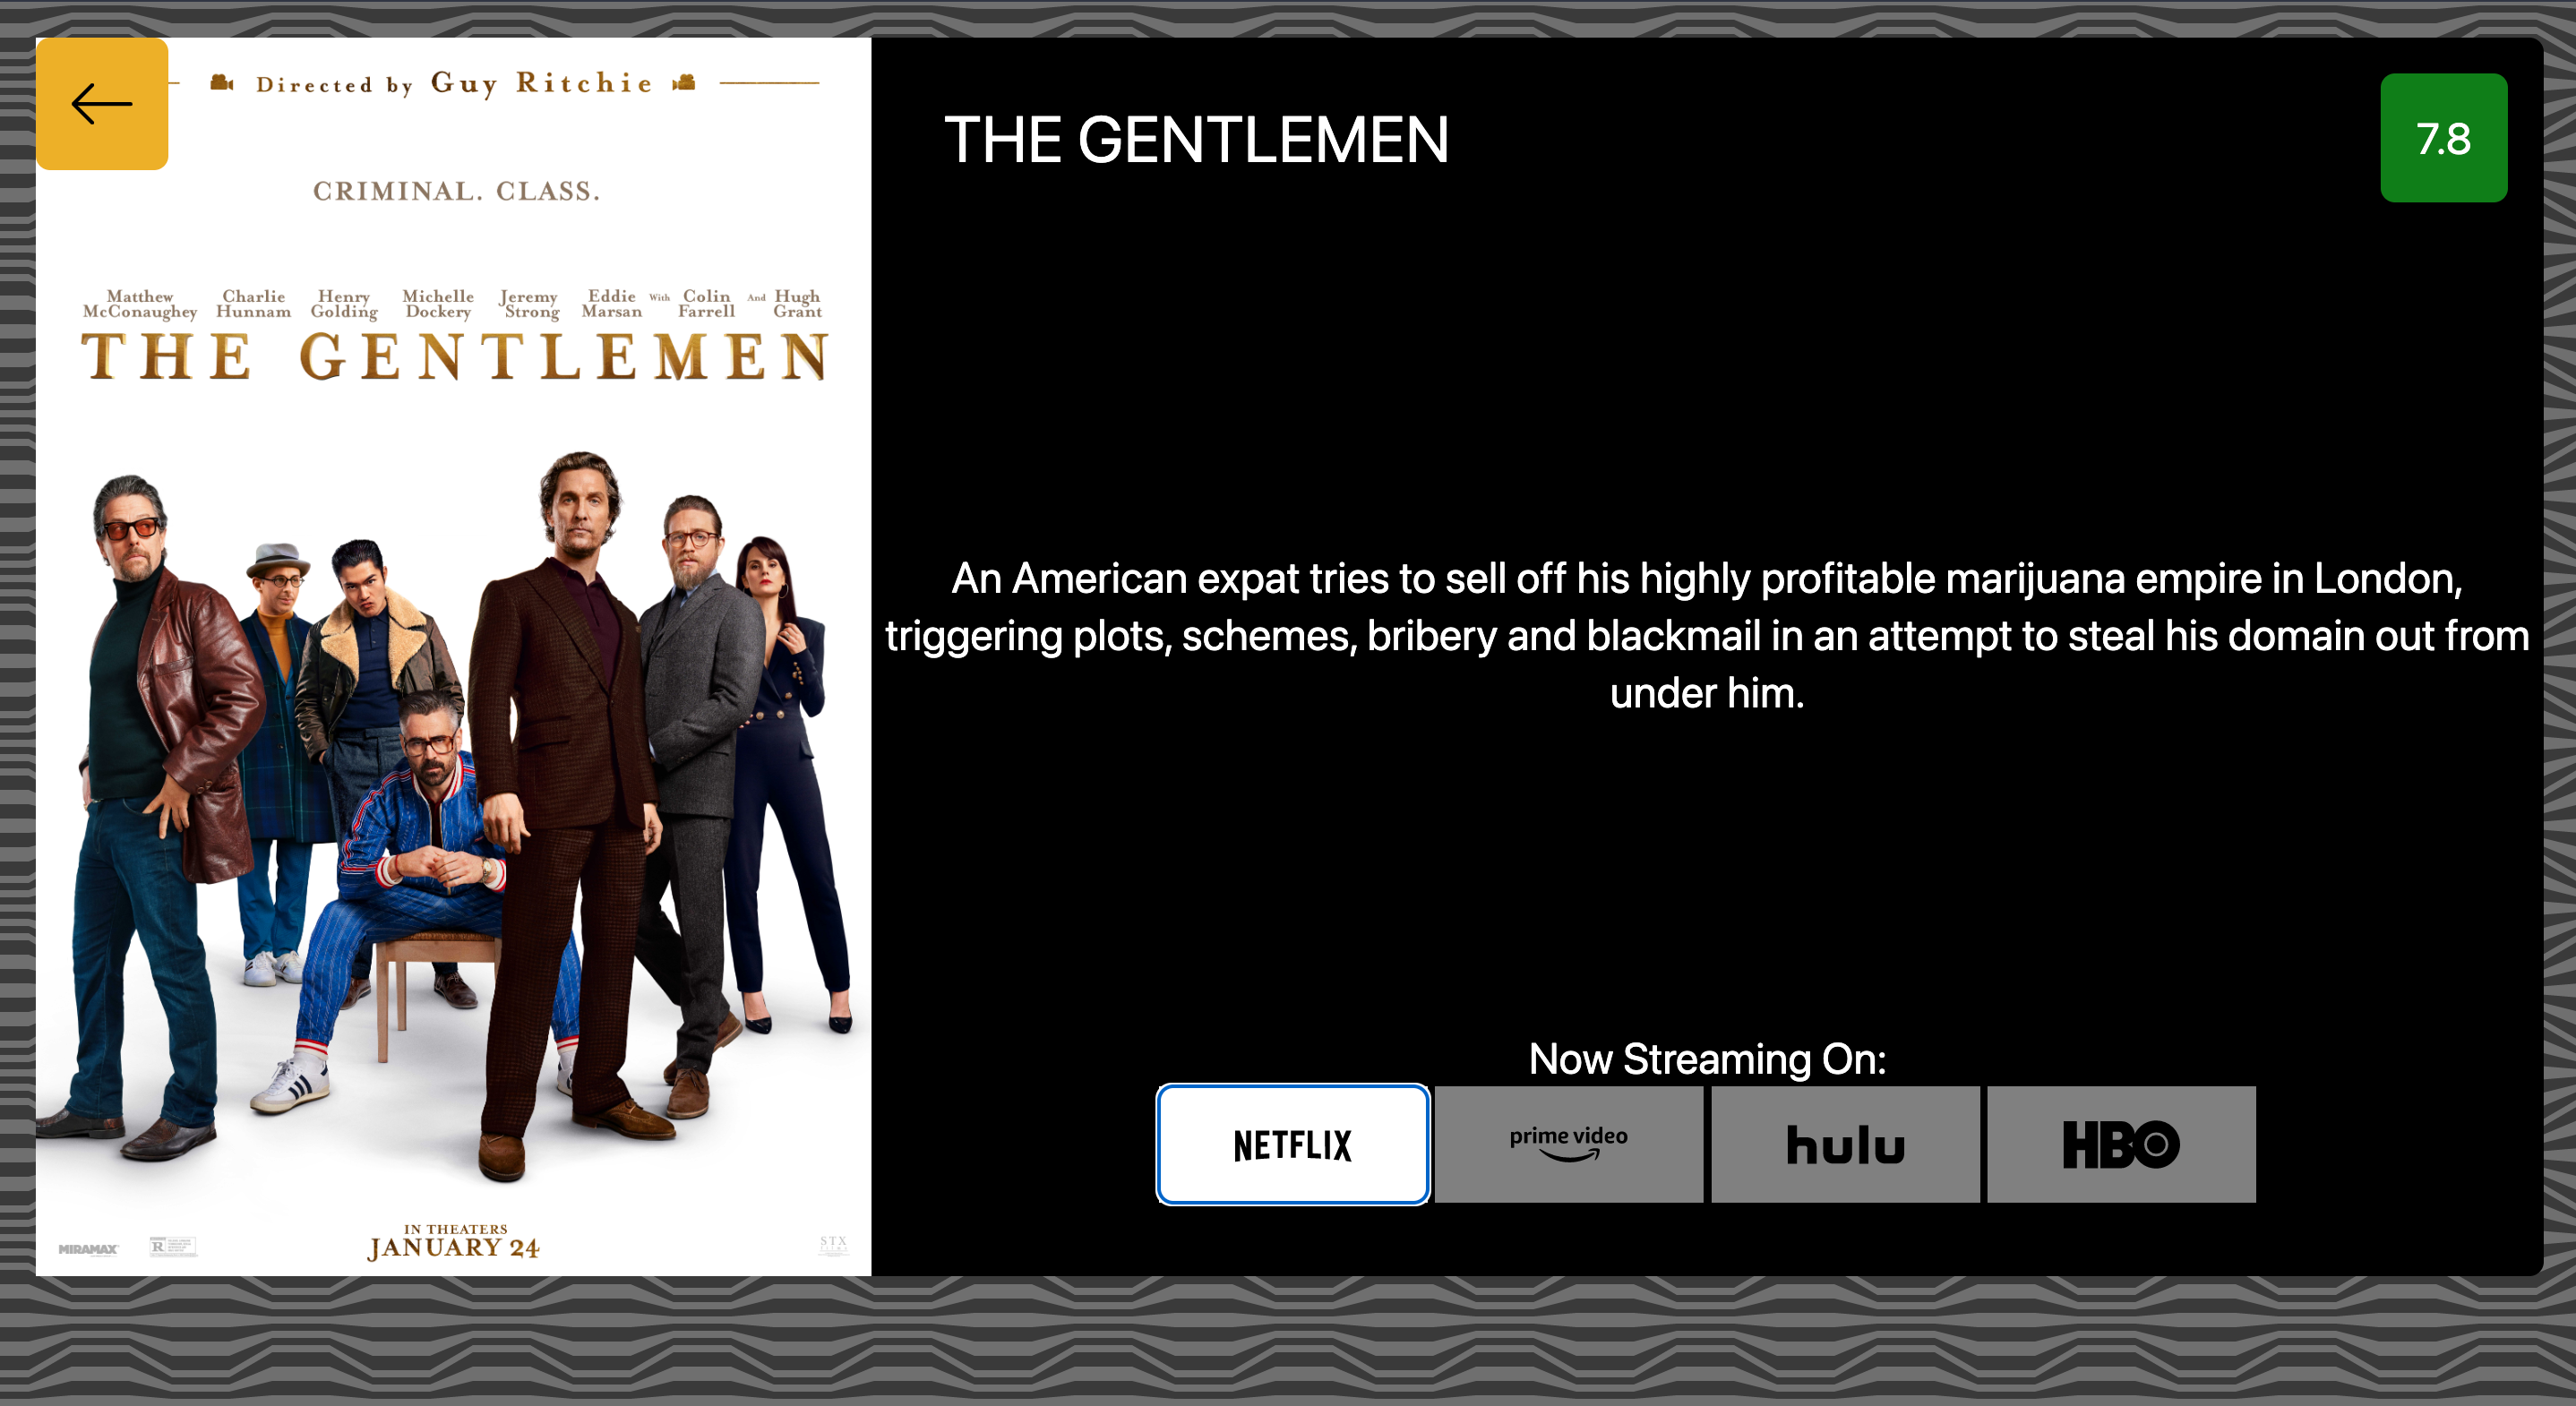 Directed by Guy Ritchie
CRIMINAL. CLASS.
Matthew McConaughey Charlie Hunnam Henry Golding Michelle Dockery Jeremy Strong Eddie Marsan With Colin Farrell And Hugh Grant
THE GENTLEMEN
IN THEATERS
JANUARY 24
MIRAMAX
R
STX
FILMS
THE GENTLEMEN
7.8
An American expat tries to sell off his highly profitable marijuana empire in London,
triggering plots, schemes, bribery and blackmail in an attempt to steal his domain out from
under him.
Now Streaming On:
NETFLIX
prime video
hulu
HBO